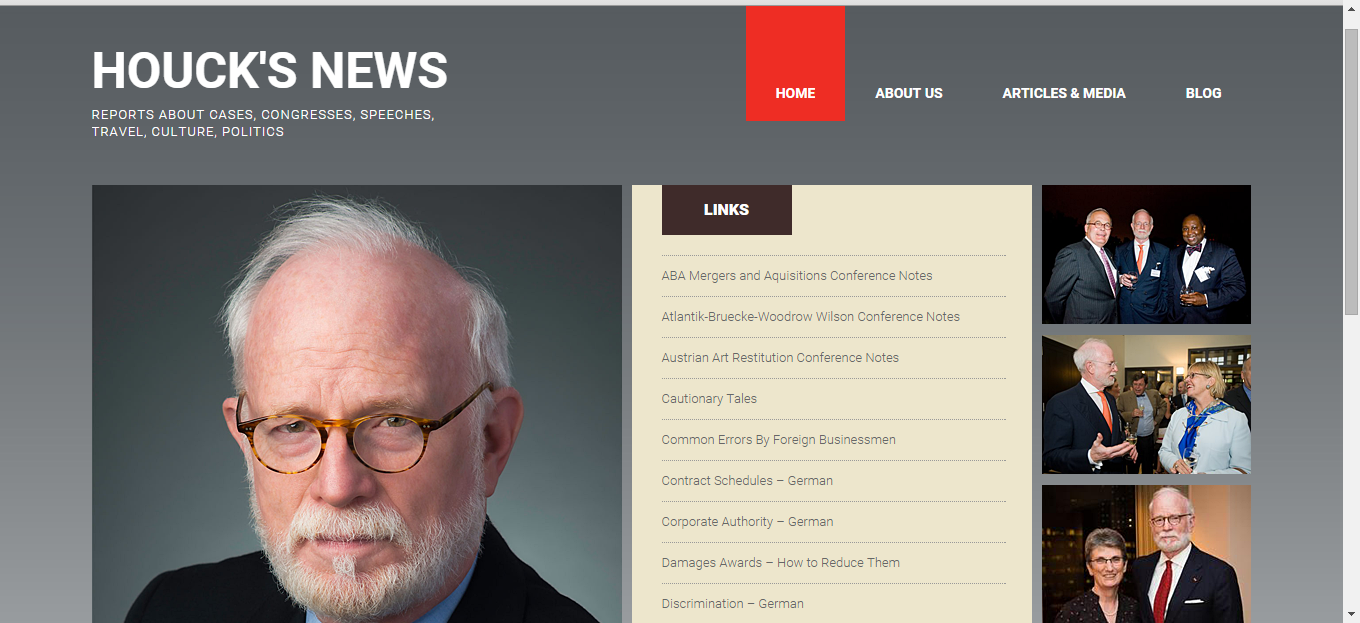 HOUCK'S NEWS
REPORTS ABOUT CASES, CONGRESSES, SPEECHES,
TRAVEL, CULTURE, POLITICS
HOME
ABOUT US
ARTICLES & MEDIA
BLOG
LINKS
ABA Mergers and Aquisitions Conference Notes
Atlantik-Bruecke-Woodrow Wilson Conference Notes
Austrian Art Restitution Conference Notes
Cautionary Tales
Common Errors By Foreign Businessmen
Contract Schedules – German
Corporate Authority – German
Damages Awards – How to Reduce Them
Discrimination – German